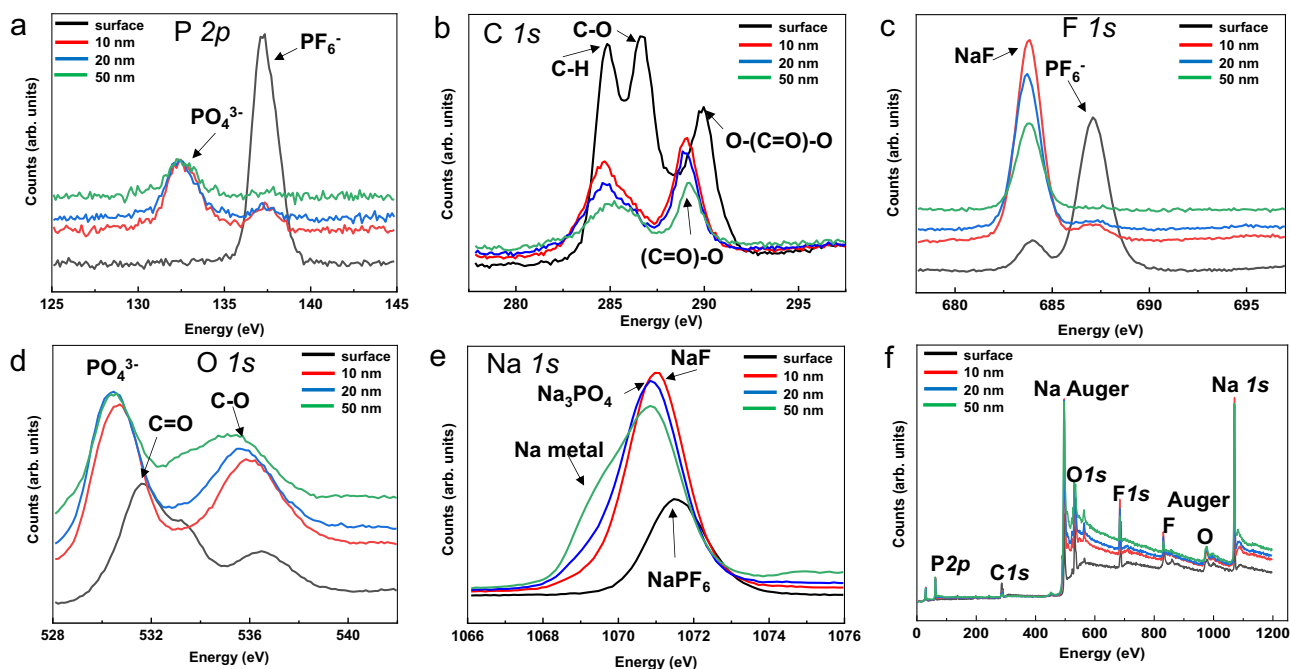 a
P 2p
surface
10 nm
20 nm
50 nm
PF₆⁻
PO₄³⁻
Counts (arb. units)
125 130 135 140 145
Energy (eV)
b
C 1s
surface
10 nm
20 nm
50 nm
C-O
C-H
O-(C=O)-O
(C=O)-O
Counts (arb. units)
280 285 290 295
Energy (eV)
c
F 1s
surface
10 nm
20 nm
50 nm
NaF
PF₆⁻
Counts (arb. units)
680 685 690 695
Energy (eV)
d
O 1s
surface
10 nm
20 nm
50 nm
PO₄³⁻
C-O
C=O
Counts (arb. units)
528 532 536 540
Energy (eV)
e
Na 1s
surface
10 nm
20 nm
50 nm
NaF
Na₃PO₄
Na metal
NaPF₆
Counts (arb. units)
1066 1068 1070 1072 1074 1076
Energy (eV)
f
surface
10 nm
20 nm
50 nm
Na Auger
Na 1s
O1s
F1s
Auger
F
O
P2p
C1s
Counts (arb. units)
0 200 400 600 800 1000 1200
Energy (eV)